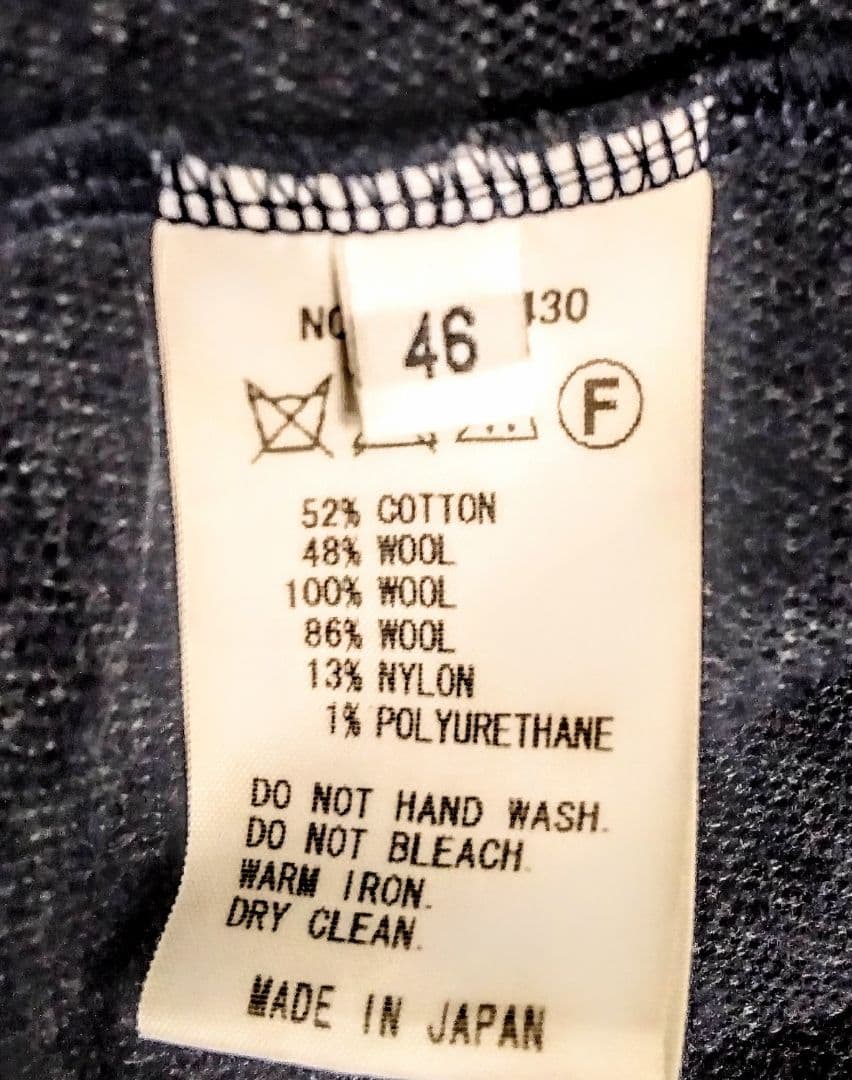 46
130
F
52% COTTON
48% WOOL
100% WOOL
86% WOOL
13% NYLON
1% POLYURETHANE
DO NOT HAND WASH.
DO NOT BLEACH.
WARM IRON.
DRY CLEAN.
MADE IN JAPAN